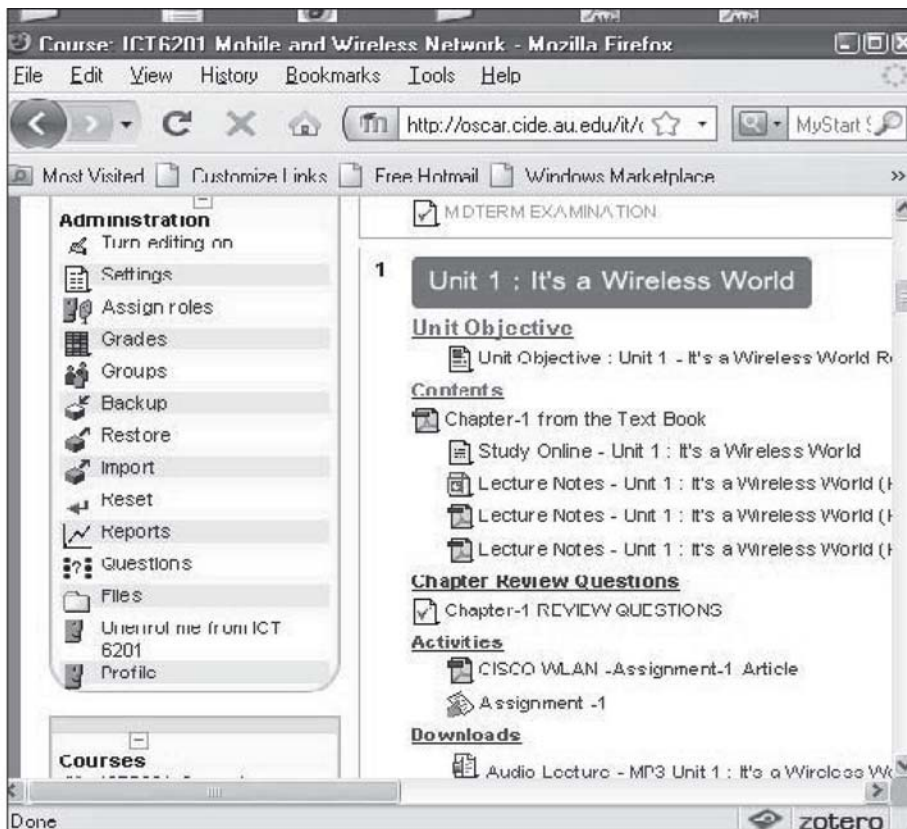 Course: ICT6201 Mobile and Wireless Network - Mozilla Firefox
File Edit View History Bookmarks Tools Help
http://oscar.cide.au.edu/it/c MyStart S
Most Visited Customize Links Free Hotmail Windows Marketplace »
Administration
Turn editing on
Settings
Assign roles
Grades
Groups
Backup
Restore
Import
Reset
Reports
Questions
Files
Unenrol me from ICT
6201
Profile
Courses
MDTERM EXAMINATION
1
Unit 1 : It's a Wireless World
Unit Objective
Unit Objective : Unit 1 - It's a Wireless World R
Contents
Chapter-1 from the Text Book
Study Online - Unit 1 : It's a Wireless World
Lecture Notes - Unit 1 : It's a Wireless World (
Lecture Notes - Unit 1 : It's a Wireless World (
Lecture Notes - Unit 1 : It's a Wireless World (
Chapter Review Questions
Chapter-1 REVIEW QUESTIONS
Activities
CISCO WLAN -Assignment-1 Article
Assignment -1
Downloads
Audio Lecture - MP3 Unit 1 : It's a Wireless W
Done
zotero